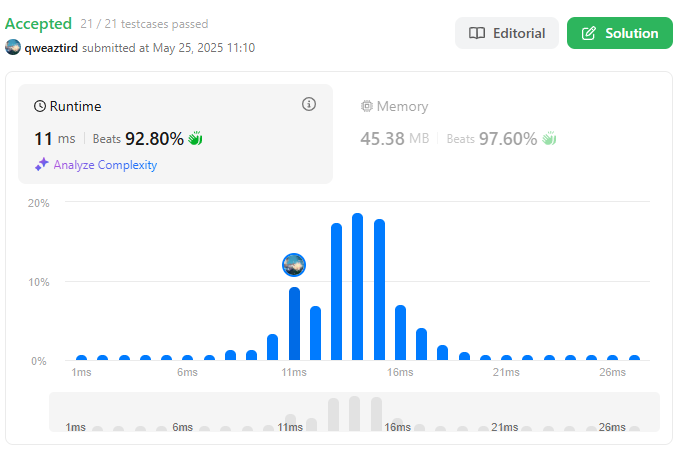 Accepted 21 / 21 testcases passed
qweaztird submitted at May 25, 2025 11:10
Editorial
Solution
Runtime
11 ms Beats 92.80%
Analyze Complexity
Memory
45.38 MB Beats 97.60%
20%
10%
0%
1ms 6ms 11ms 16ms 21ms 26ms
1ms 6ms 11ms 16ms 21ms 26ms